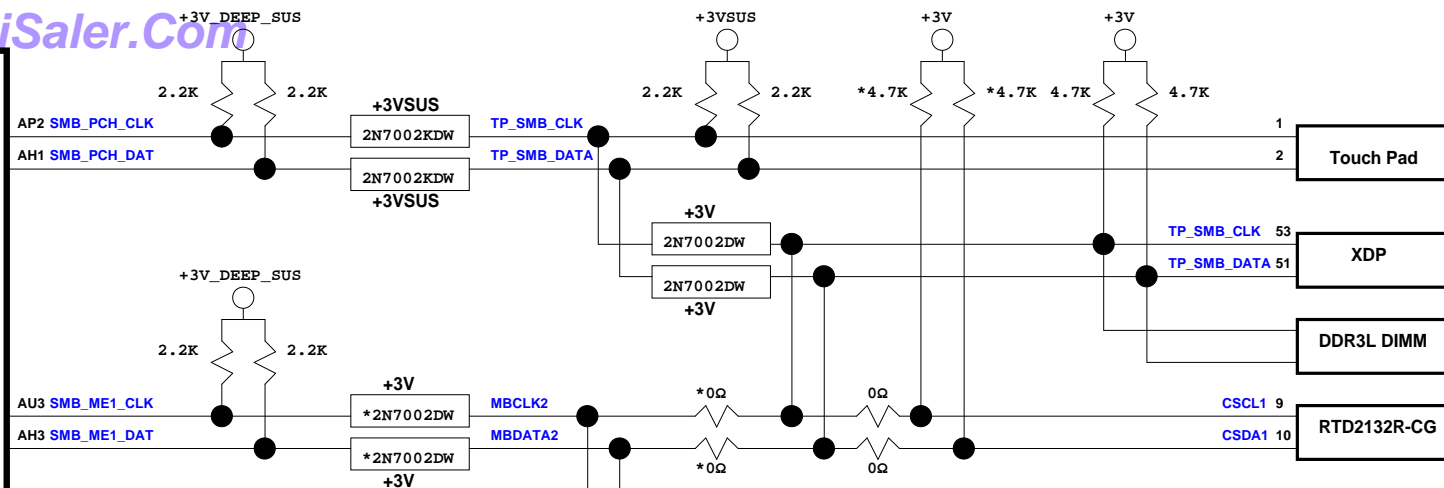 iSaler.Com
+3V_DEEP_SUS
+3VSUS
+3V
+3V
2.2K
2.2K
2.2K
2.2K
*4.7K
*4.7K
4.7K
4.7K
+3VSUS
AP2 SMB_PCH_CLK
2N7002KDW
TP_SMB_CLK
1
AH1 SMB_PCH_DAT
2N7002KDW
TP_SMB_DATA
2
Touch Pad
+3VSUS
+3V
2N7002DW
TP_SMB_CLK 53
2N7002DW
TP_SMB_DATA 51
XDP
+3V
+3V_DEEP_SUS
2.2K
2.2K
DDR3L DIMM
+3V
AU3 SMB_ME1_CLK
*2N7002DW
MBCLK2
*0Ω
0Ω
CSCL1 9
AH3 SMB_ME1_DAT
*2N7002DW
MBDATA2
*0Ω
0Ω
CSDA1 10
RTD2132R-CG
+3V